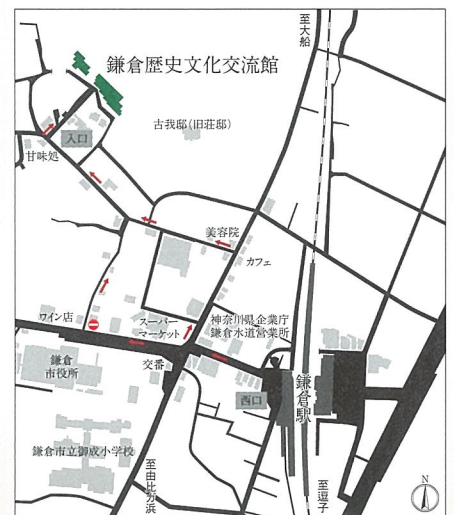 至大船
鎌倉歴史文化交流館
古我邸(旧荘邸)
入口
甘味処
美容院
カフェ
ワイン店
スーパー
マーケット
神奈川県企業庁
鎌倉水道営業所
鎌倉
市役所
交番
西口
鎌倉駅
鎌倉市立御成小学校
至由比ガ浜
至逗子
N